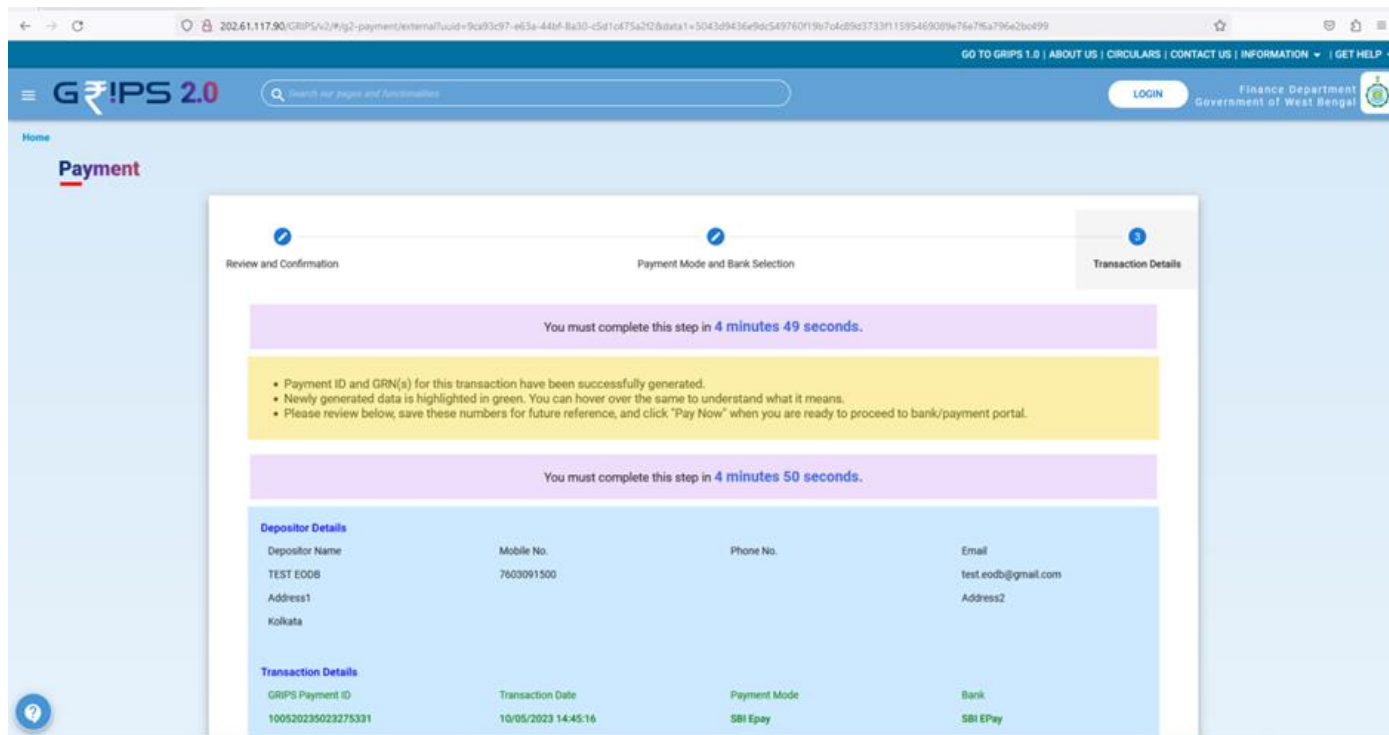 202.61.117.90/GRIPS/v2/#/g2-payment/external?uuid=9ca93c97-e63a-44bf-8a30-c5d1c475a2f2&data1=
GO TO GRIPS 1.0 | ABOUT US | CIRCULARS | CONTACT US | INFORMATION | GET HELP
G₹!PS 2.0
Search our pages and functionalities
LOGIN
Finance Department
Government of West Bengal
Home
Payment
3
Review and Confirmation Payment Mode and Bank Selection Transaction Details
You must complete this step in 4 minutes 49 seconds.
• Payment ID and GRN(s) for this transaction have been successfully generated.
• Newly generated data is highlighted in green. You can hover over the same to understand what it means.
• Please review below, save these numbers for future reference, and click "Pay Now" when you are ready to proceed to bank/payment portal.
You must complete this step in 4 minutes 50 seconds.
Depositor Details
Depositor Name Mobile No. Phone No. Email
TEST EODB 7603091500 test.eodb@gmail.com
Address1 Address2
Kolkata
Transaction Details
GRIPS Payment ID Transaction Date Payment Mode Bank
100520235023275331 10/05/2023 14:45:16 SBI Epay SBI EPay